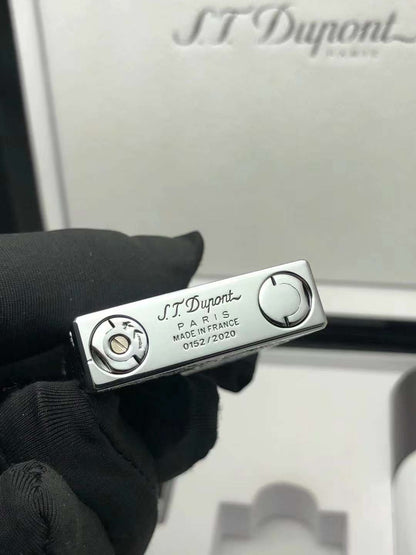 S.T. Dupont
PARIS
S.T. Dupont
PARIS
MADE IN FRANCE
0152/2020